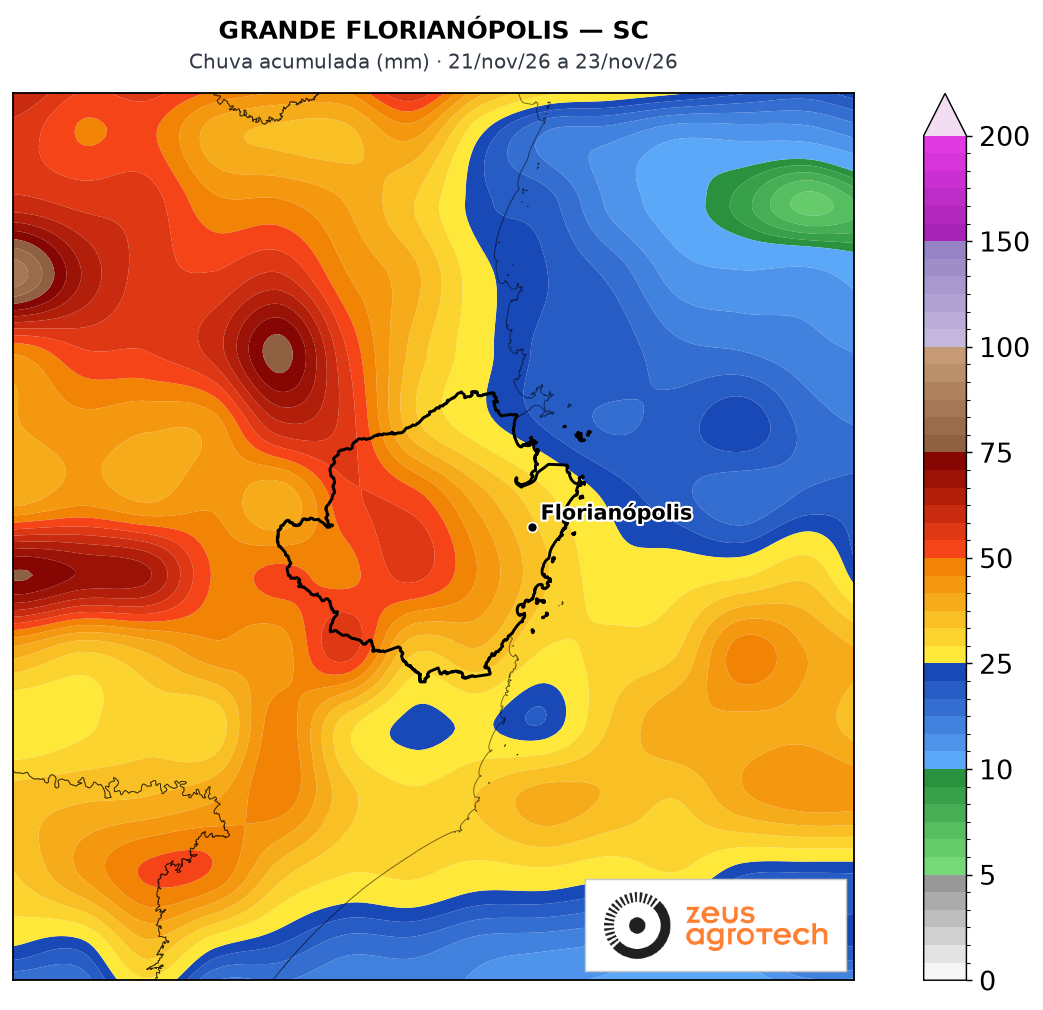 GRANDE FLORIANÓPOLIS — SC
Chuva acumulada (mm) · 21/nov/26 a 23/nov/26
200
150
100
75
50
25
10
5
0
Florianópolis
zeus
agrotech